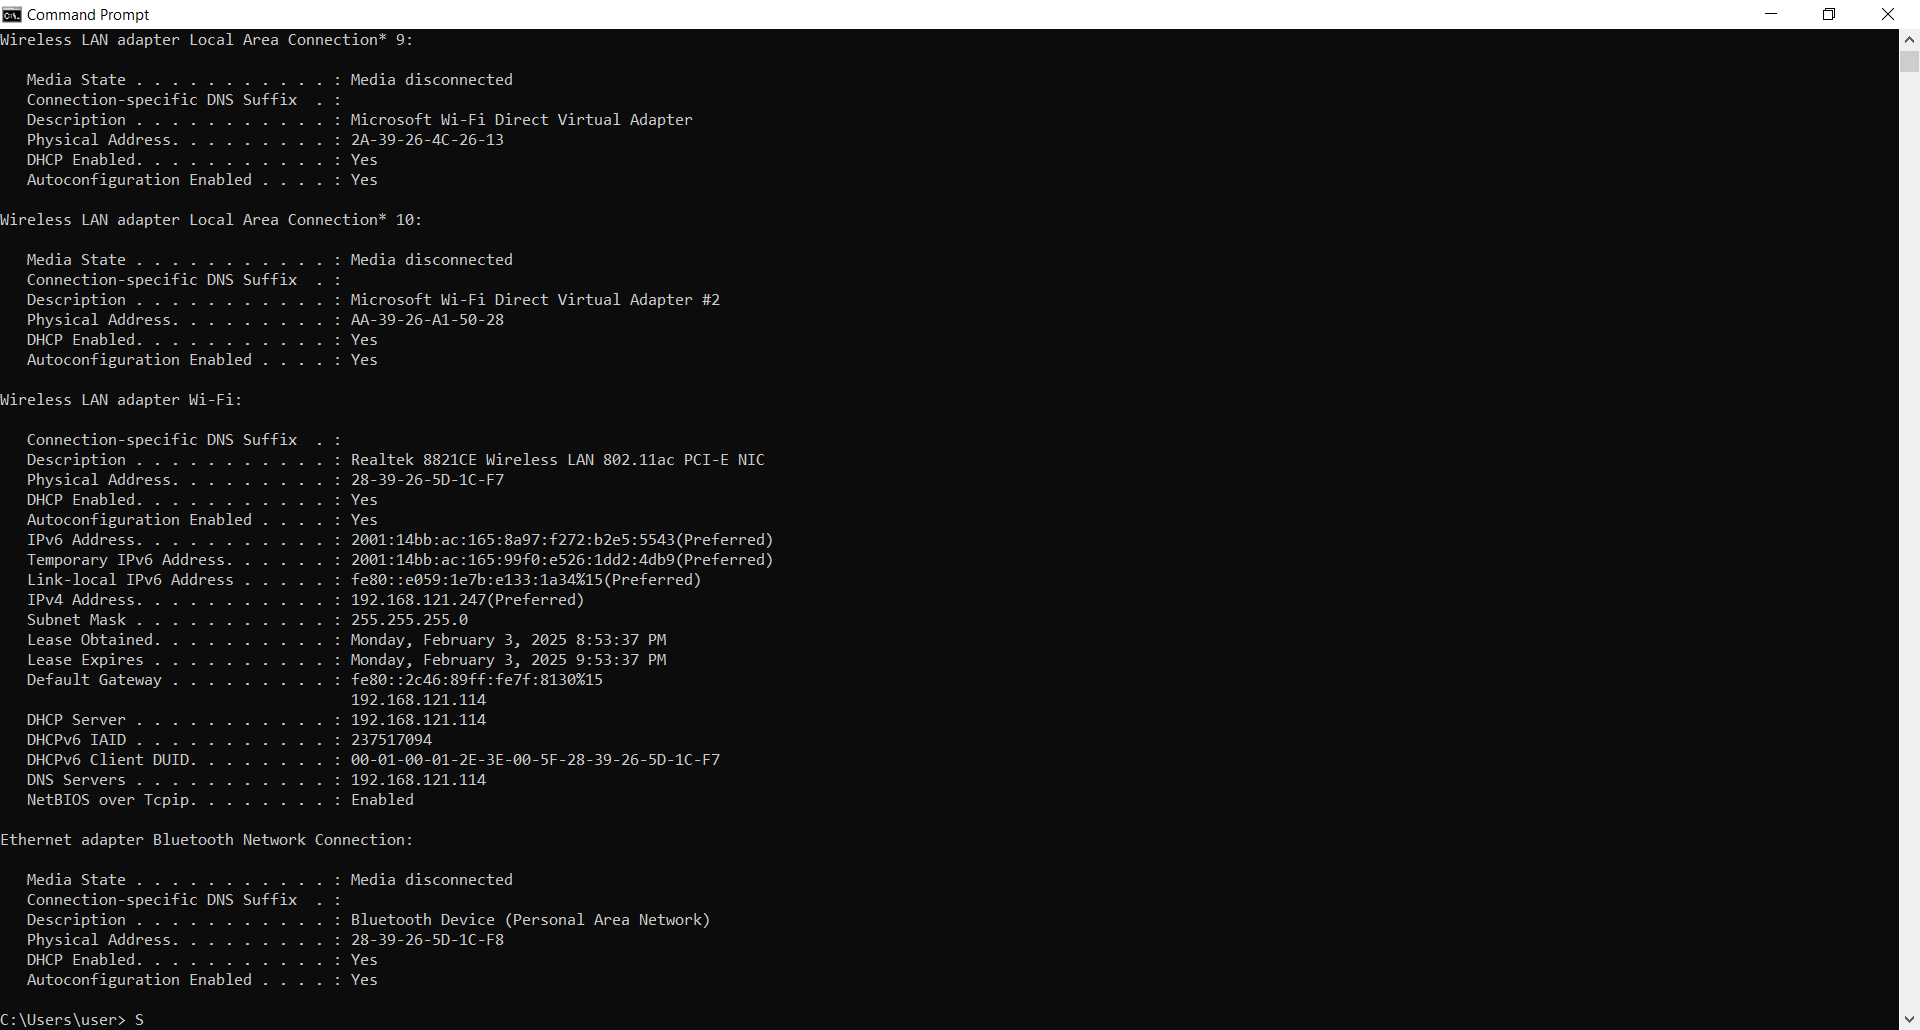 Command Prompt
Wireless LAN adapter Local Area Connection* 9:
   Media State . . . . . . . . . . . : Media disconnected
   Connection-specific DNS Suffix  . :
   Description . . . . . . . . . . . : Microsoft Wi-Fi Direct Virtual Adapter
   Physical Address. . . . . . . . . : 2A-39-26-4C-26-13
   DHCP Enabled. . . . . . . . . . . : Yes
   Autoconfiguration Enabled . . . . : Yes
Wireless LAN adapter Local Area Connection* 10:
   Media State . . . . . . . . . . . : Media disconnected
   Connection-specific DNS Suffix  . :
   Description . . . . . . . . . . . : Microsoft Wi-Fi Direct Virtual Adapter #2
   Physical Address. . . . . . . . . : AA-39-26-A1-50-28
   DHCP Enabled. . . . . . . . . . . : Yes
   Autoconfiguration Enabled . . . . : Yes
Wireless LAN adapter Wi-Fi:
   Connection-specific DNS Suffix  . :
   Description . . . . . . . . . . . : Realtek 8821CE Wireless LAN 802.11ac PCI-E NIC
   Physical Address. . . . . . . . . : 28-39-26-5D-1C-F7
   DHCP Enabled. . . . . . . . . . . : Yes
   Autoconfiguration Enabled . . . . : Yes
   IPv6 Address. . . . . . . . . . . : 2001:14bb:ac:165:8a97:f272:b2e5:5543(Preferred)
   Temporary IPv6 Address. . . . . . : 2001:14bb:ac:165:99f0:e526:1dd2:4db9(Preferred)
   Link-local IPv6 Address . . . . . : fe80::e059:1e7b:e133:1a34%15(Preferred)
   IPv4 Address. . . . . . . . . . . : 192.168.121.247(Preferred)
   Subnet Mask . . . . . . . . . . . : 255.255.255.0
   Lease Obtained. . . . . . . . . . : Monday, February 3, 2025 8:53:37 PM
   Lease Expires . . . . . . . . . . : Monday, February 3, 2025 9:53:37 PM
   Default Gateway . . . . . . . . . : fe80::2c46:89ff:fe7f:8130%15
                                       192.168.121.114
   DHCP Server . . . . . . . . . . . : 192.168.121.114
   DHCPv6 IAID . . . . . . . . . . . : 237517094
   DHCPv6 Client DUID. . . . . . . . : 00-01-00-01-2E-3E-00-5F-28-39-26-5D-1C-F7
   DNS Servers . . . . . . . . . . . : 192.168.121.114
   NetBIOS over Tcpip. . . . . . . . : Enabled
Ethernet adapter Bluetooth Network Connection:
   Media State . . . . . . . . . . . : Media disconnected
   Connection-specific DNS Suffix  . :
   Description . . . . . . . . . . . : Bluetooth Device (Personal Area Network)
   Physical Address. . . . . . . . . : 28-39-26-5D-1C-F8
   DHCP Enabled. . . . . . . . . . . : Yes
   Autoconfiguration Enabled . . . . : Yes
C:\Users\user> S